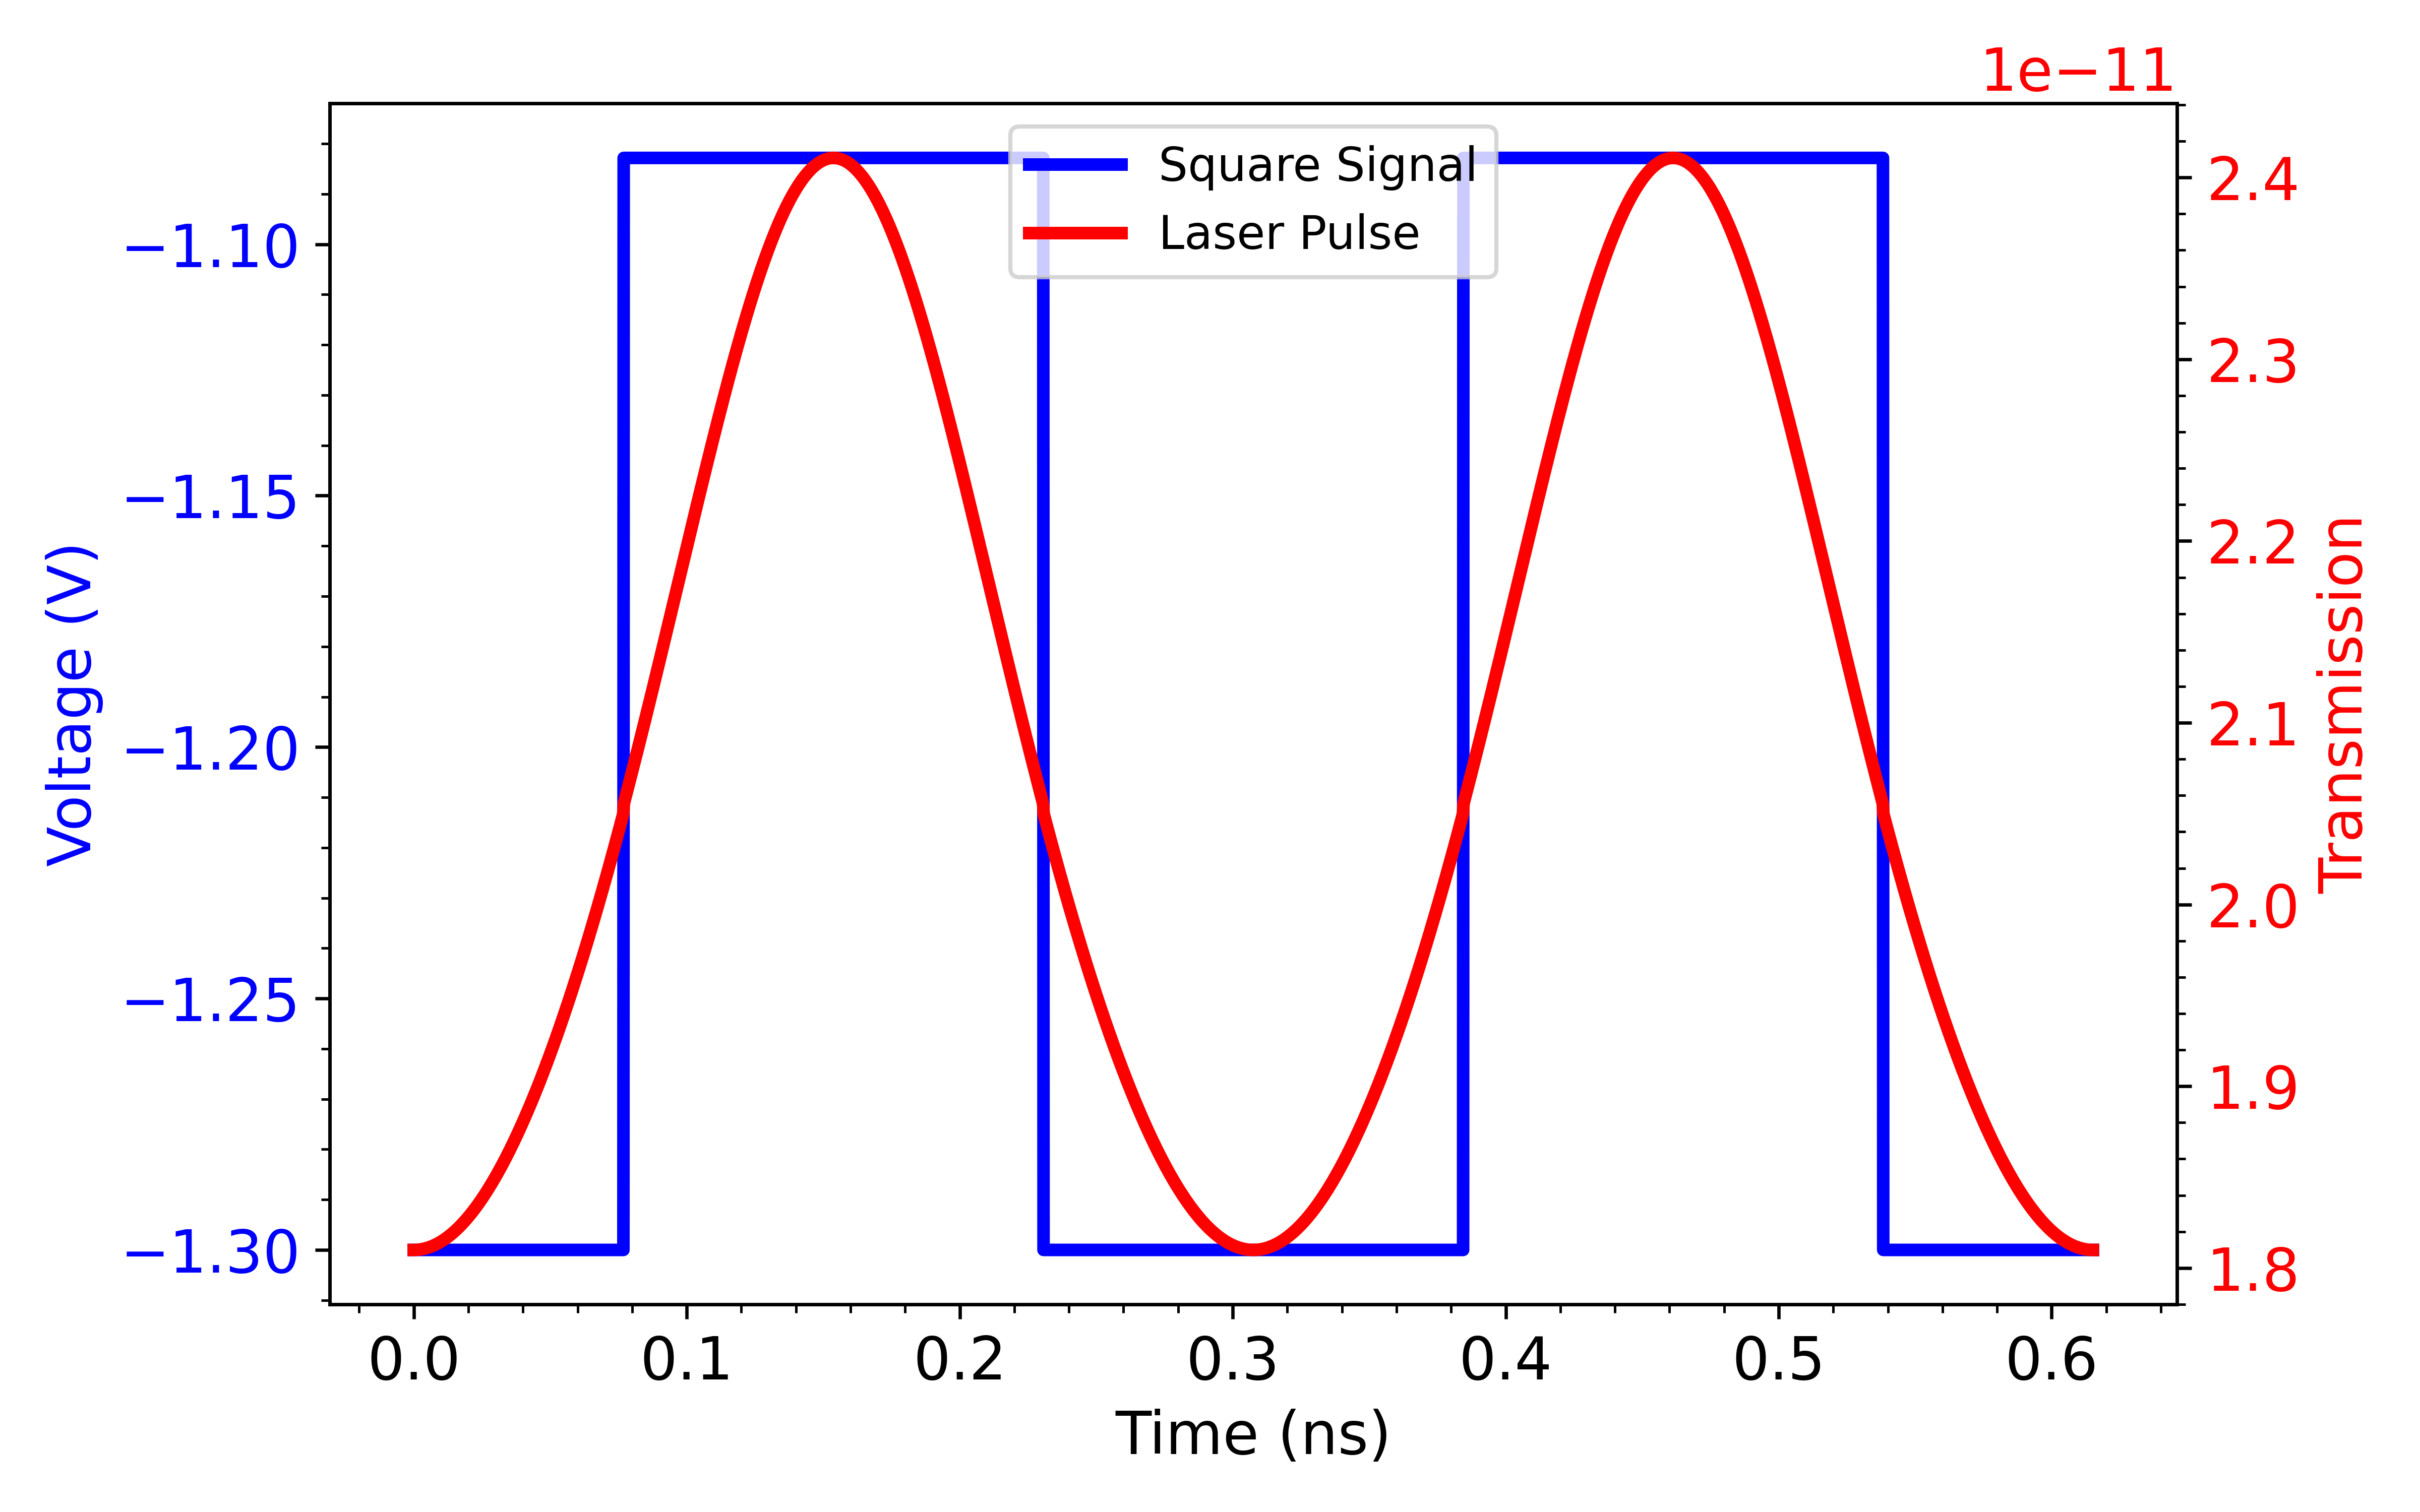 1e−11
Square Signal
Laser Pulse
−1.10
−1.15
−1.20
−1.25
−1.30
Voltage (V)
2.4
2.3
2.2
2.1
2.0
1.9
1.8
Transmission
0.0 0.1 0.2 0.3 0.4 0.5 0.6
Time (ns)